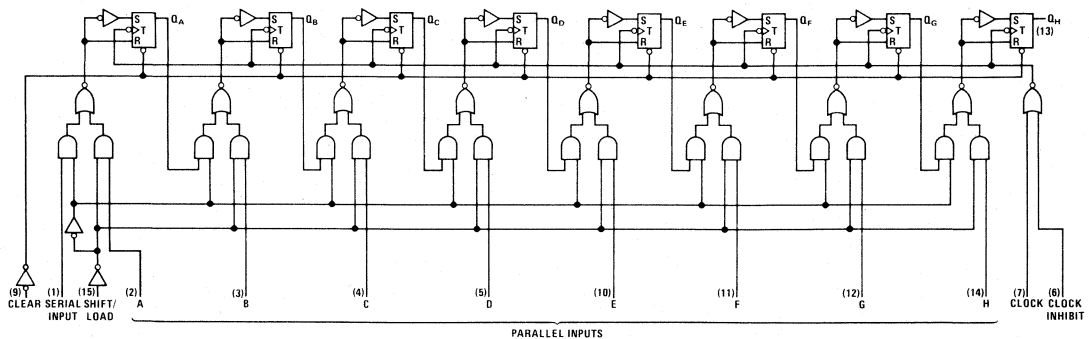 S T R QA
S T R QB
S T R QC
S T R QD
S T R QE
S T R QF
S T R QG
S T R QH
(13)
(9) (1) (15) (2) (3) (4) (5) (10) (11) (12) (14) (7) (6)
CLEAR SERIAL SHIFT/ A B C D E F G H CLOCK CLOCK
INPUT LOAD INHIBIT
PARALLEL INPUTS